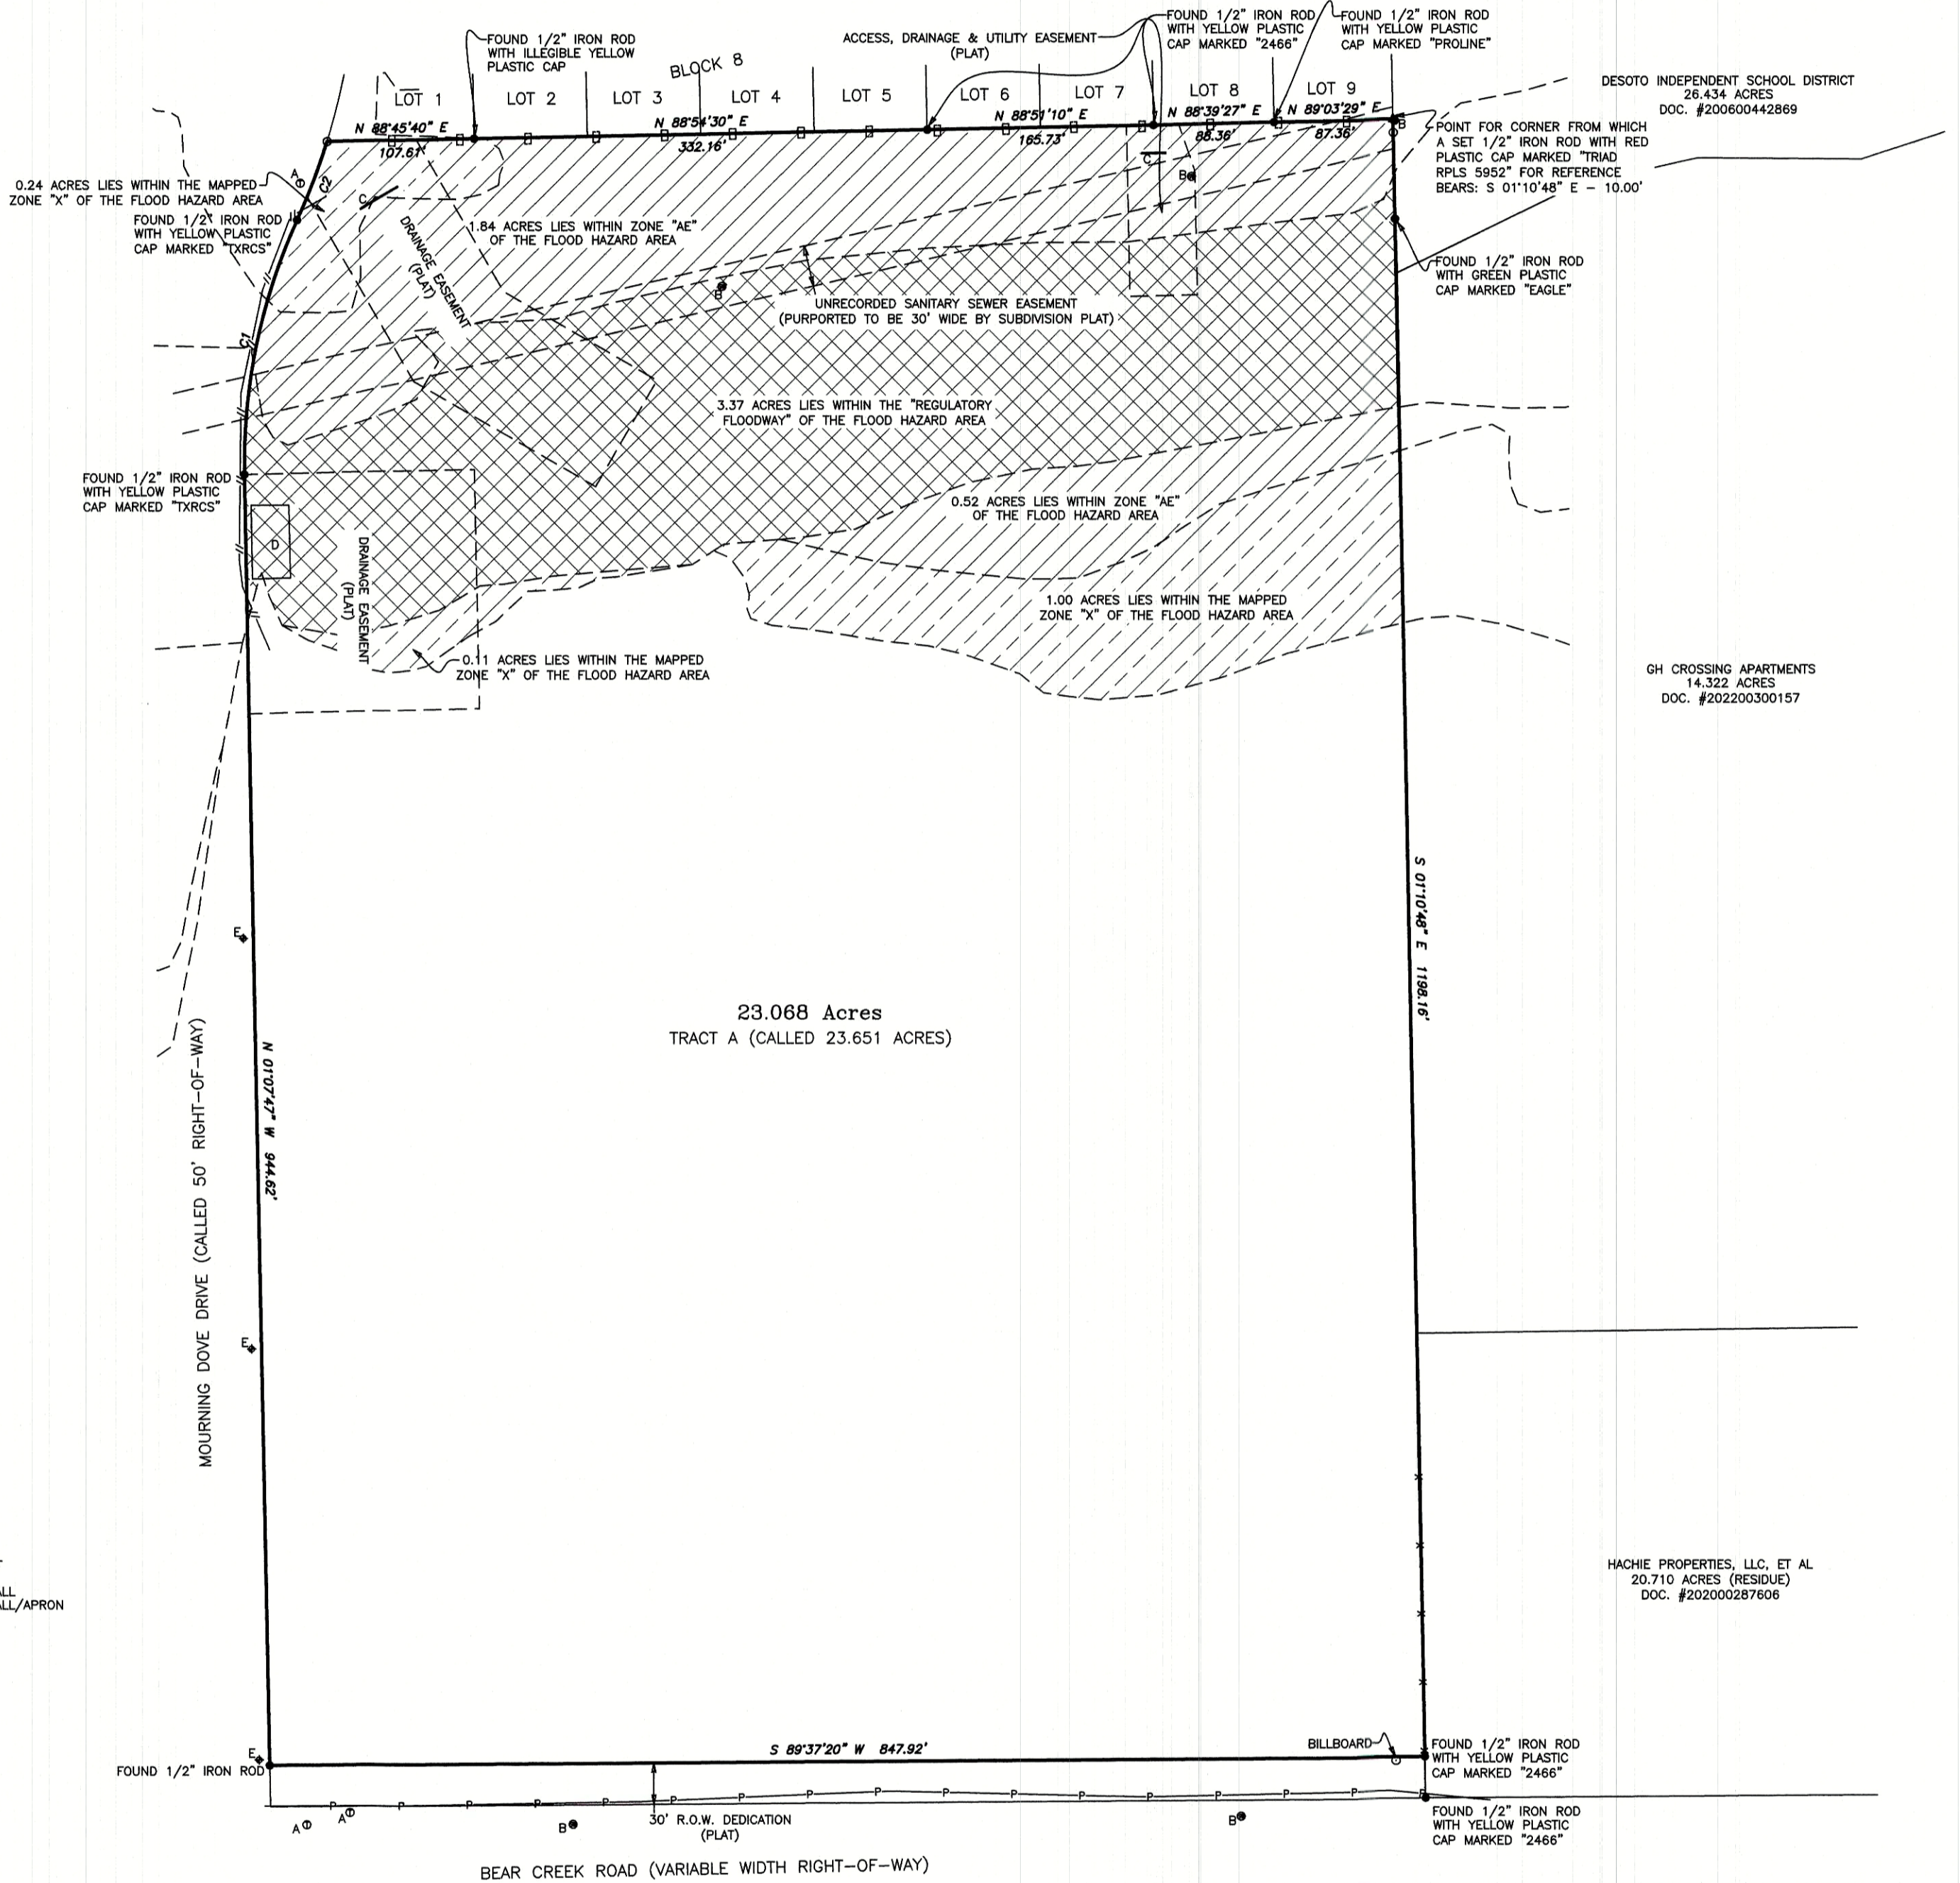 FOUND 1/2" IRON ROD
WITH ILLEGIBLE YELLOW
PLASTIC CAP
BLOCK 8
ACCESS, DRAINAGE & UTILITY EASEMENT
(PLAT)
FOUND 1/2" IRON ROD
WITH YELLOW PLASTIC
CAP MARKED "2466"
FOUND 1/2" IRON ROD
WITH YELLOW PLASTIC
CAP MARKED "PROLINE"
DESOTO INDEPENDENT SCHOOL DISTRICT
26.434 ACRES
DOC. #200600442869
LOT 1
LOT 2
LOT 3
LOT 4
LOT 5
LOT 6
LOT 7
LOT 8
LOT 9
N 88°45'40" E
107.61'
N 88°54'30" E
332.16'
N 88°51'10" E
165.73'
N 88°39'27" E
88.36'
N 89°03'29" E
87.36'
B
POINT FOR CORNER FROM WHICH
A SET 1/2" IRON ROD WITH RED
PLASTIC CAP MARKED "TRIAD
RPLS 5952" FOR REFERENCE
BEARS: S 01°10'48" E - 10.00'
A
C2
C
C
B
0.24 ACRES LIES WITHIN THE MAPPED
ZONE "X" OF THE FLOOD HAZARD AREA
FOUND 1/2" IRON ROD
WITH YELLOW PLASTIC
CAP MARKED "TXRCS"
1.84 ACRES LIES WITHIN ZONE "AE"
OF THE FLOOD HAZARD AREA
DRAINAGE EASEMENT
(PLAT)
FOUND 1/2" IRON ROD
WITH GREEN PLASTIC
CAP MARKED "EAGLE"
B
UNRECORDED SANITARY SEWER EASEMENT
(PURPORTED TO BE 30' WIDE BY SUBDIVISION PLAT)
C1
3.37 ACRES LIES WITHIN THE "REGULATORY
FLOODWAY" OF THE FLOOD HAZARD AREA
FOUND 1/2" IRON ROD
WITH YELLOW PLASTIC
CAP MARKED "TXRCS"
0.52 ACRES LIES WITHIN ZONE "AE"
OF THE FLOOD HAZARD AREA
D
DRAINAGE EASEMENT
(PLAT)
1.00 ACRES LIES WITHIN THE MAPPED
ZONE "X" OF THE FLOOD HAZARD AREA
0.11 ACRES LIES WITHIN THE MAPPED
ZONE "X" OF THE FLOOD HAZARD AREA
GH CROSSING APARTMENTS
14.322 ACRES
DOC. #202200300157
S 01°10'48" E 1198.16'
E
23.068 Acres
TRACT A (CALLED 23.651 ACRES)
N 01°07'47" W 944.62'
MOURNING DOVE DRIVE (CALLED 50' RIGHT-OF-WAY)
E
HACHIE PROPERTIES, LLC, ET AL
20.710 ACRES (RESIDUE)
DOC. #202000287606
LL
LL/APRON
E
S 89°37'20" W 847.92'
BILLBOARD
FOUND 1/2" IRON ROD
WITH YELLOW PLASTIC
CAP MARKED "2466"
FOUND 1/2" IRON ROD
P P P P P P P P P P P P P P P P P
A
A
B
30' R.O.W. DEDICATION
(PLAT)
B
FOUND 1/2" IRON ROD
WITH YELLOW PLASTIC
CAP MARKED "2466"
BEAR CREEK ROAD (VARIABLE WIDTH RIGHT-OF-WAY)